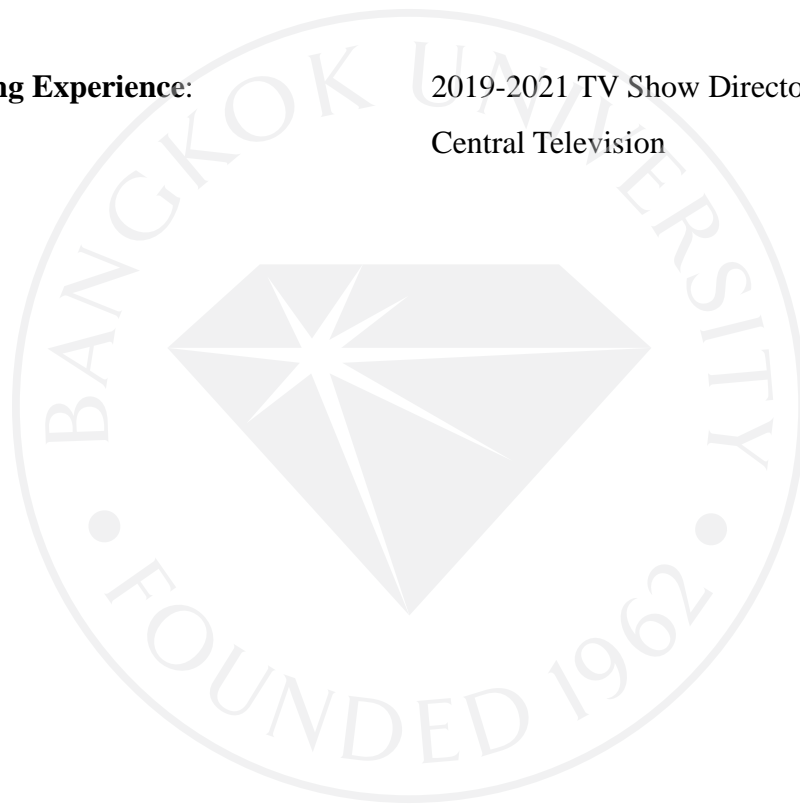 ng Experience: 2019-2021 TV Show Directo
Central Television
BANGKOK UNIVERSITY
FOUNDED 1962